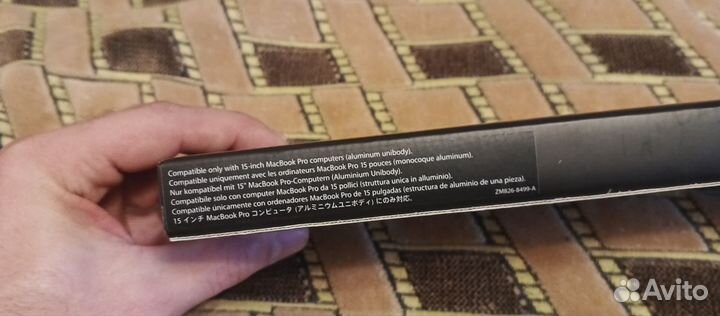 Compatible only with 15-inch MacBook Pro computers (aluminum unibody).
Compatible uniquement avec les ordinateurs MacBook Pro 15 pouces (monocoque aluminum).
Nur kompatibel mit 15" MacBook Pro-Computern (Aluminium Unibody).
Compatibile solo con computer MacBook Pro da 15 pollici (struttura unica in alluminio).
Compatible únicamente con ordenadores MacBook Pro de 15 pulgadas (estructura de aluminio de una pieza).
15 インチ MacBook Pro コンピュータ (アルミニウムユニボディ) にのみ対応。
ZM826-8499-A
Avito